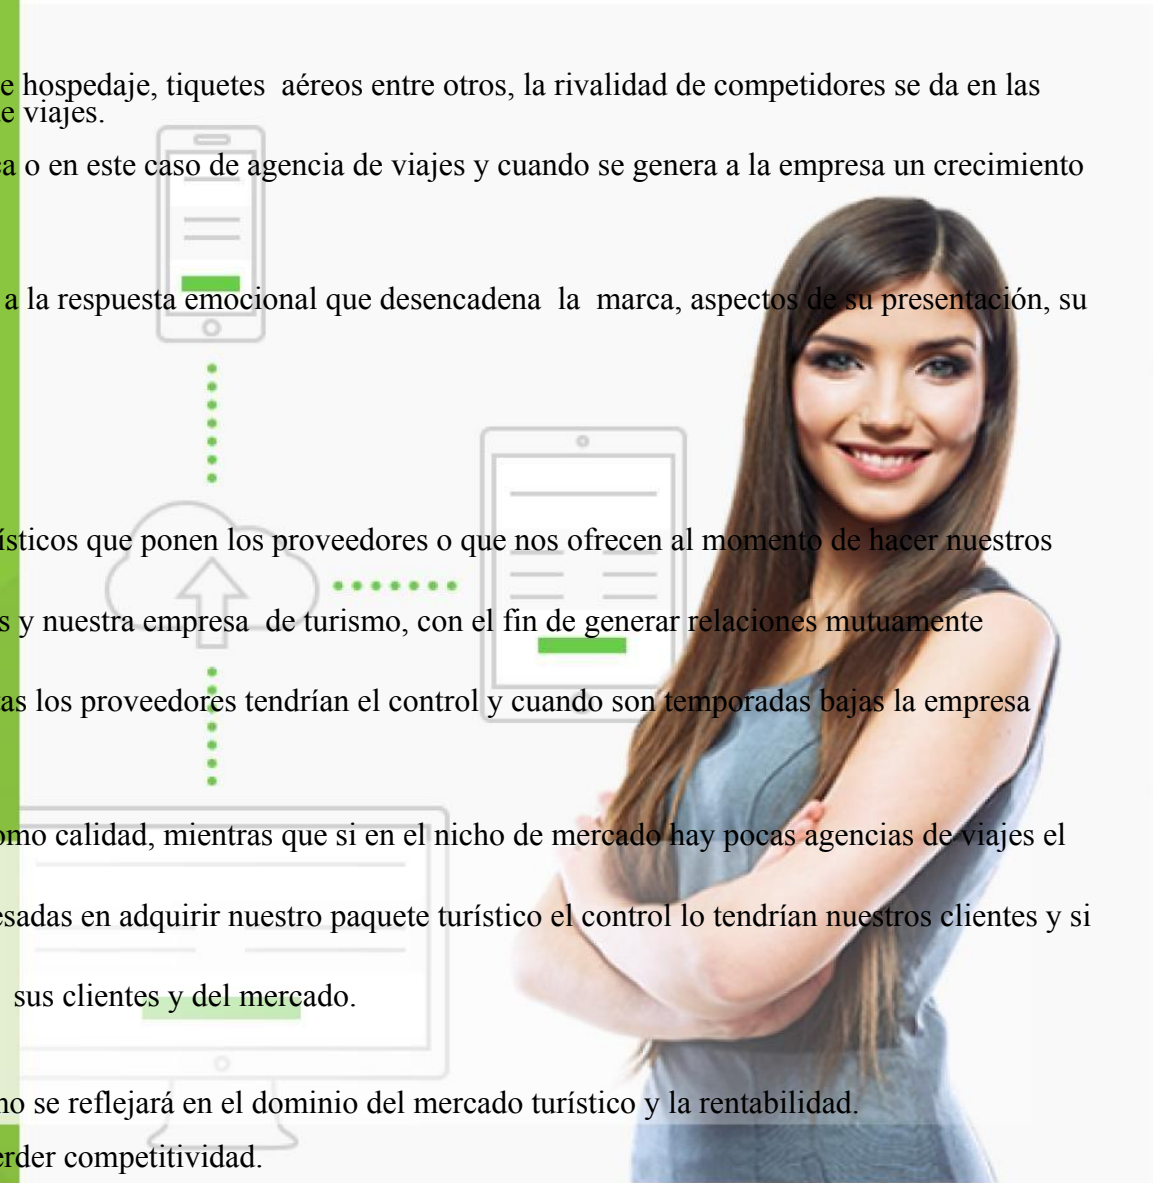 hospedaje, tiquetes aéreos entre otros, la rivalidad de competidores se da en las
viajes.
o en este caso de agencia de viajes y cuando se genera a la empresa un crecimiento
a la respuesta emocional que desencadena la marca, aspectos de su presentación, su
que ponen los proveedores o que nos ofrecen al momento de hacer nuestros
y nuestra empresa de turismo, con el fin de generar relaciones mutuamente
los proveedores tendrían el control y cuando son temporadas bajas la empresa
calidad, mientras que si en el nicho de mercado hay pocas agencias de viajes el
en adquirir nuestro paquete turístico el control lo tendrían nuestros clientes y si
sus clientes y del mercado.
se reflejará en el dominio del mercado turístico y la rentabilidad.
competitividad.